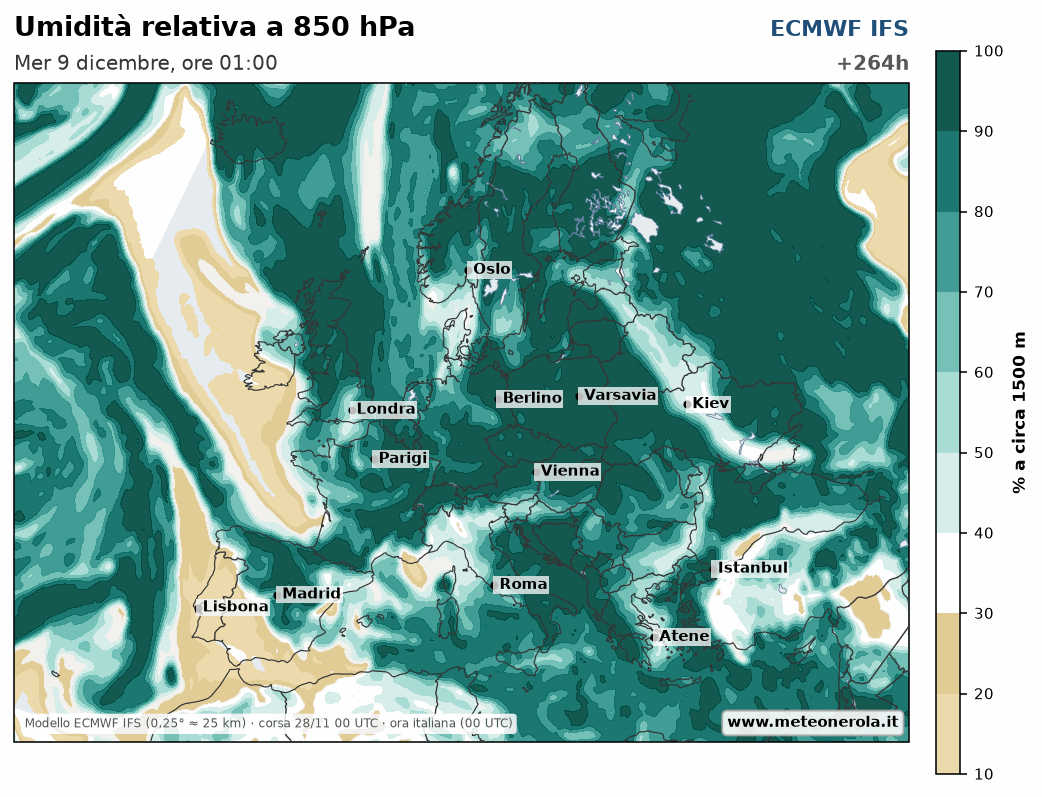 Umidità relativa a 850 hPa
ECMWF IFS
Mer 9 dicembre, ore 01:00
+264h
100
90
80
70
60
50
40
30
20
10
% a circa 1500 m
Oslo
Londra
Berlino
Varsavia
Kiev
Parigi
Vienna
Istanbul
Madrid
Roma
Lisbona
Atene
Modello ECMWF IFS (0,25° ≈ 25 km) · corsa 28/11 00 UTC · ora italiana (00 UTC)
www.meteonerola.it